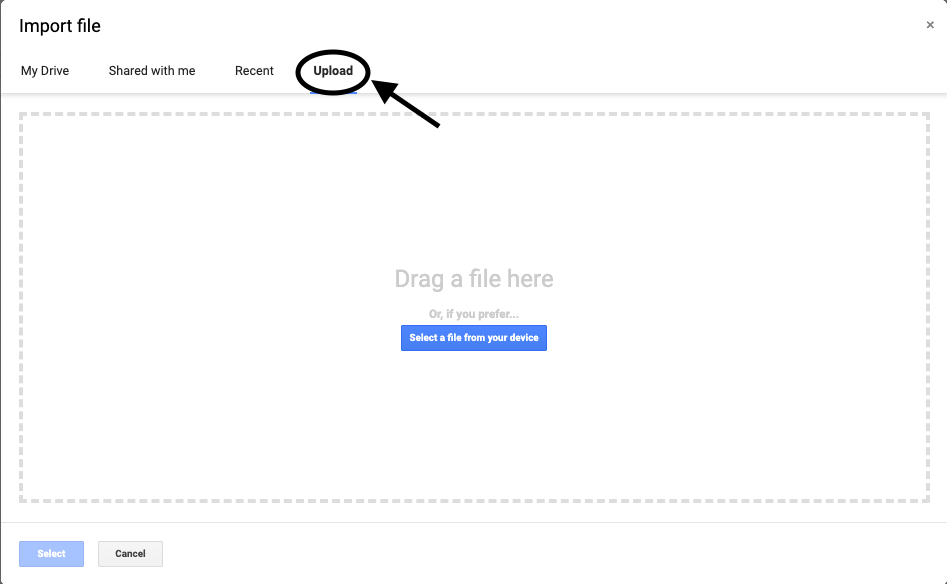 Import file
×
My Drive Shared with me Recent Upload
Drag a file here
Or, if you prefer...
Select a file from your device
Select Cancel